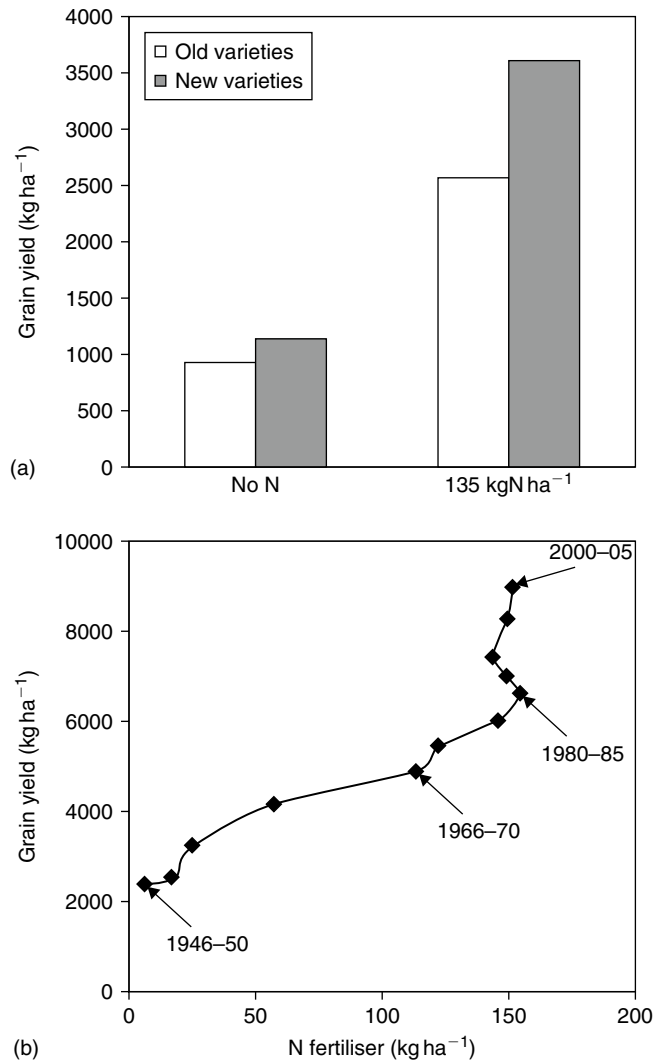 4000
3500
3000
2500
2000
1500
1000
500
0
Grain yield (kg ha⁻¹)
Old varieties
New varieties
No N
135 kgN ha⁻¹
(a)
10000
8000
6000
4000
2000
0
Grain yield (kg ha⁻¹)
2000–05
1980–85
1966–70
1946–50
0 50 100 150 200
N fertiliser (kg ha⁻¹)
(b)